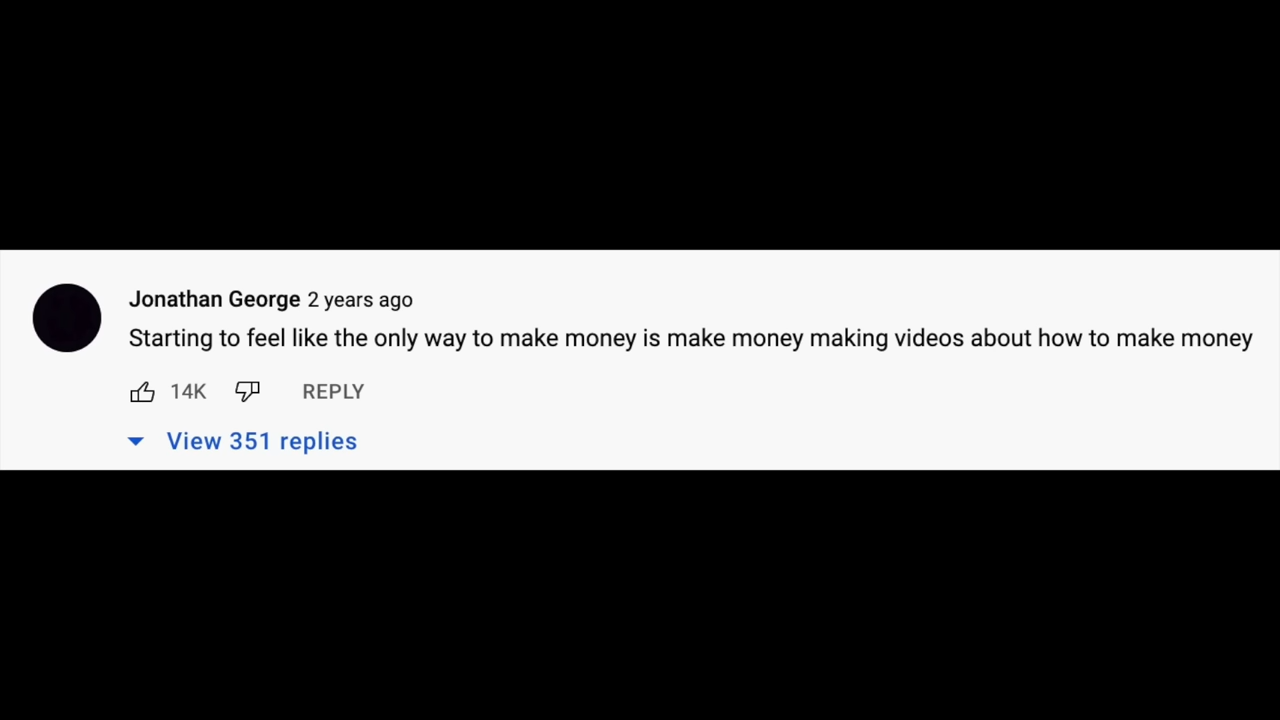 Jonathan George 2 years ago
Starting to feel like the only way to make money is make money making videos about how to make money
14K REPLY
View 351 replies